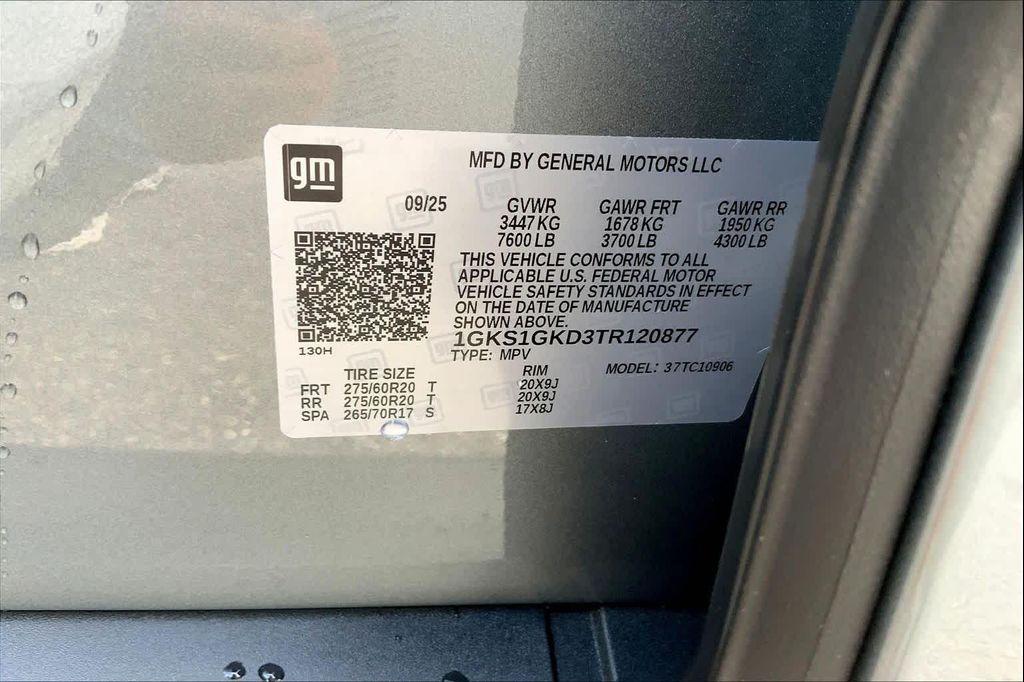 gm
MFD BY GENERAL MOTORS LLC
09/25 GVWR GAWR FRT GAWR RR
3447 KG 1678 KG 1950 KG
7600 LB 3700 LB 4300 LB
THIS VEHICLE CONFORMS TO ALL
APPLICABLE U.S. FEDERAL MOTOR
VEHICLE SAFETY STANDARDS IN EFFECT
ON THE DATE OF MANUFACTURE
SHOWN ABOVE.
1GKS1GKD3TR120877
130H
TYPE: MPV
MODEL: 37TC10906
TIRE SIZE RIM
FRT 275/60R20 T 20X9J
RR 275/60R20 T 20X9J
SPA 265/70R17 S 17X8J